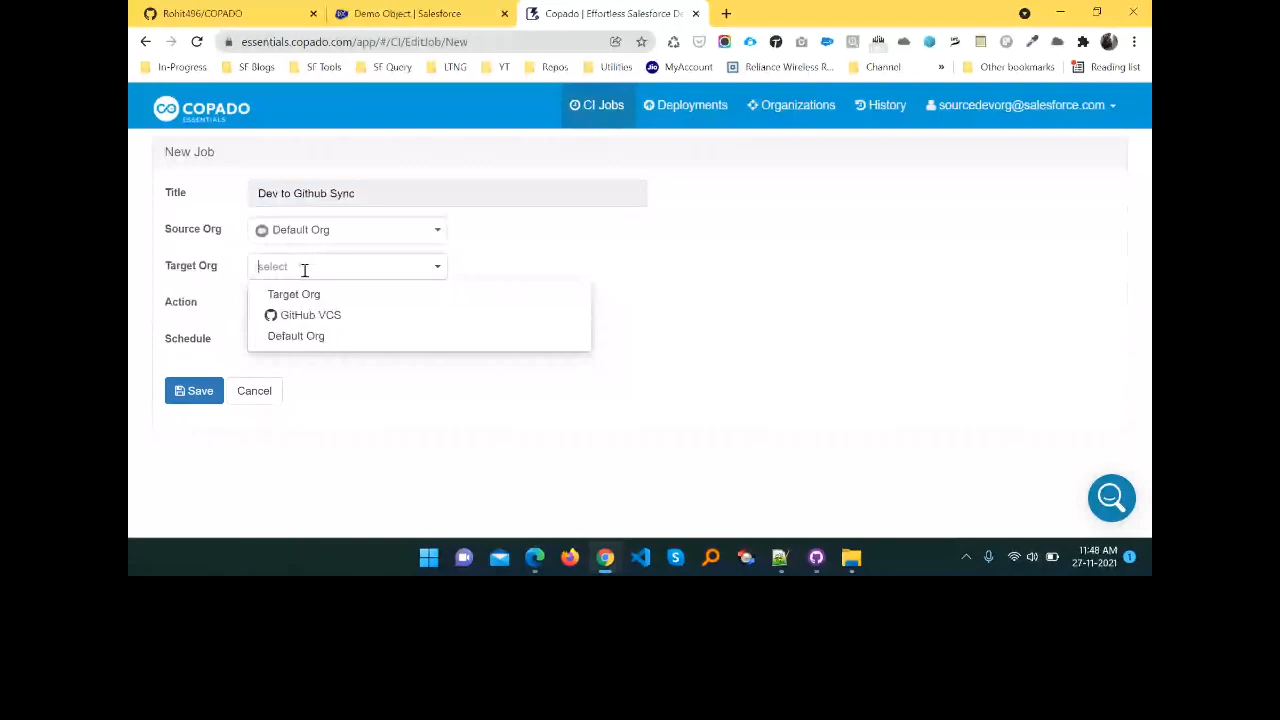 Rohit496/COPADO
Demo Object | Salesforce
Copado | Effortless Salesforce De
essentials.copado.com/app/#/CI/EditJob/New
In-Progress
SF Blogs
SF Tools
SF Query
LTNG
YT
Repos
Utilities
MyAccount
Reliance Wireless R...
Channel
»
Other bookmarks
Reading list
COPADO
ESSENTIALS
CI Jobs
Deployments
Organizations
History
sourcedevorg@salesforce.com
New Job
Title
Dev to Github Sync
Source Org
Default Org
Target Org
select
Target Org
Action
GitHub VCS
Schedule
Default Org
Save
Cancel
11:48 AM
27-11-2021
1